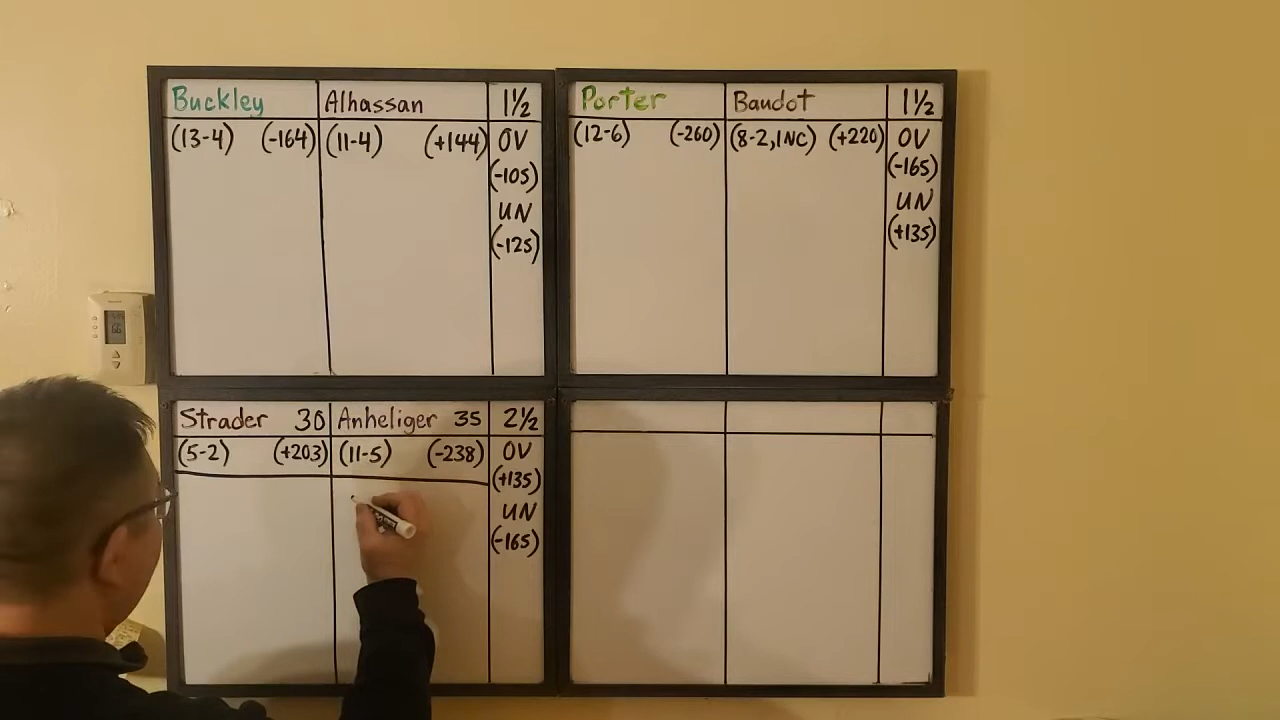 Buckley Alhassan 1½
(13-4) (-164) (11-4) (+144) OV
(-105)
UN
(-125)
Porter Baudot 1½
(12-6) (-260) (8-2, 1NC) (+220) OV
(-165)
UN
(+135)
Strader 30 Anheliger 35 2½
(5-2) (+203) (11-5) (-238) OV
(+135)
UN
(-165)